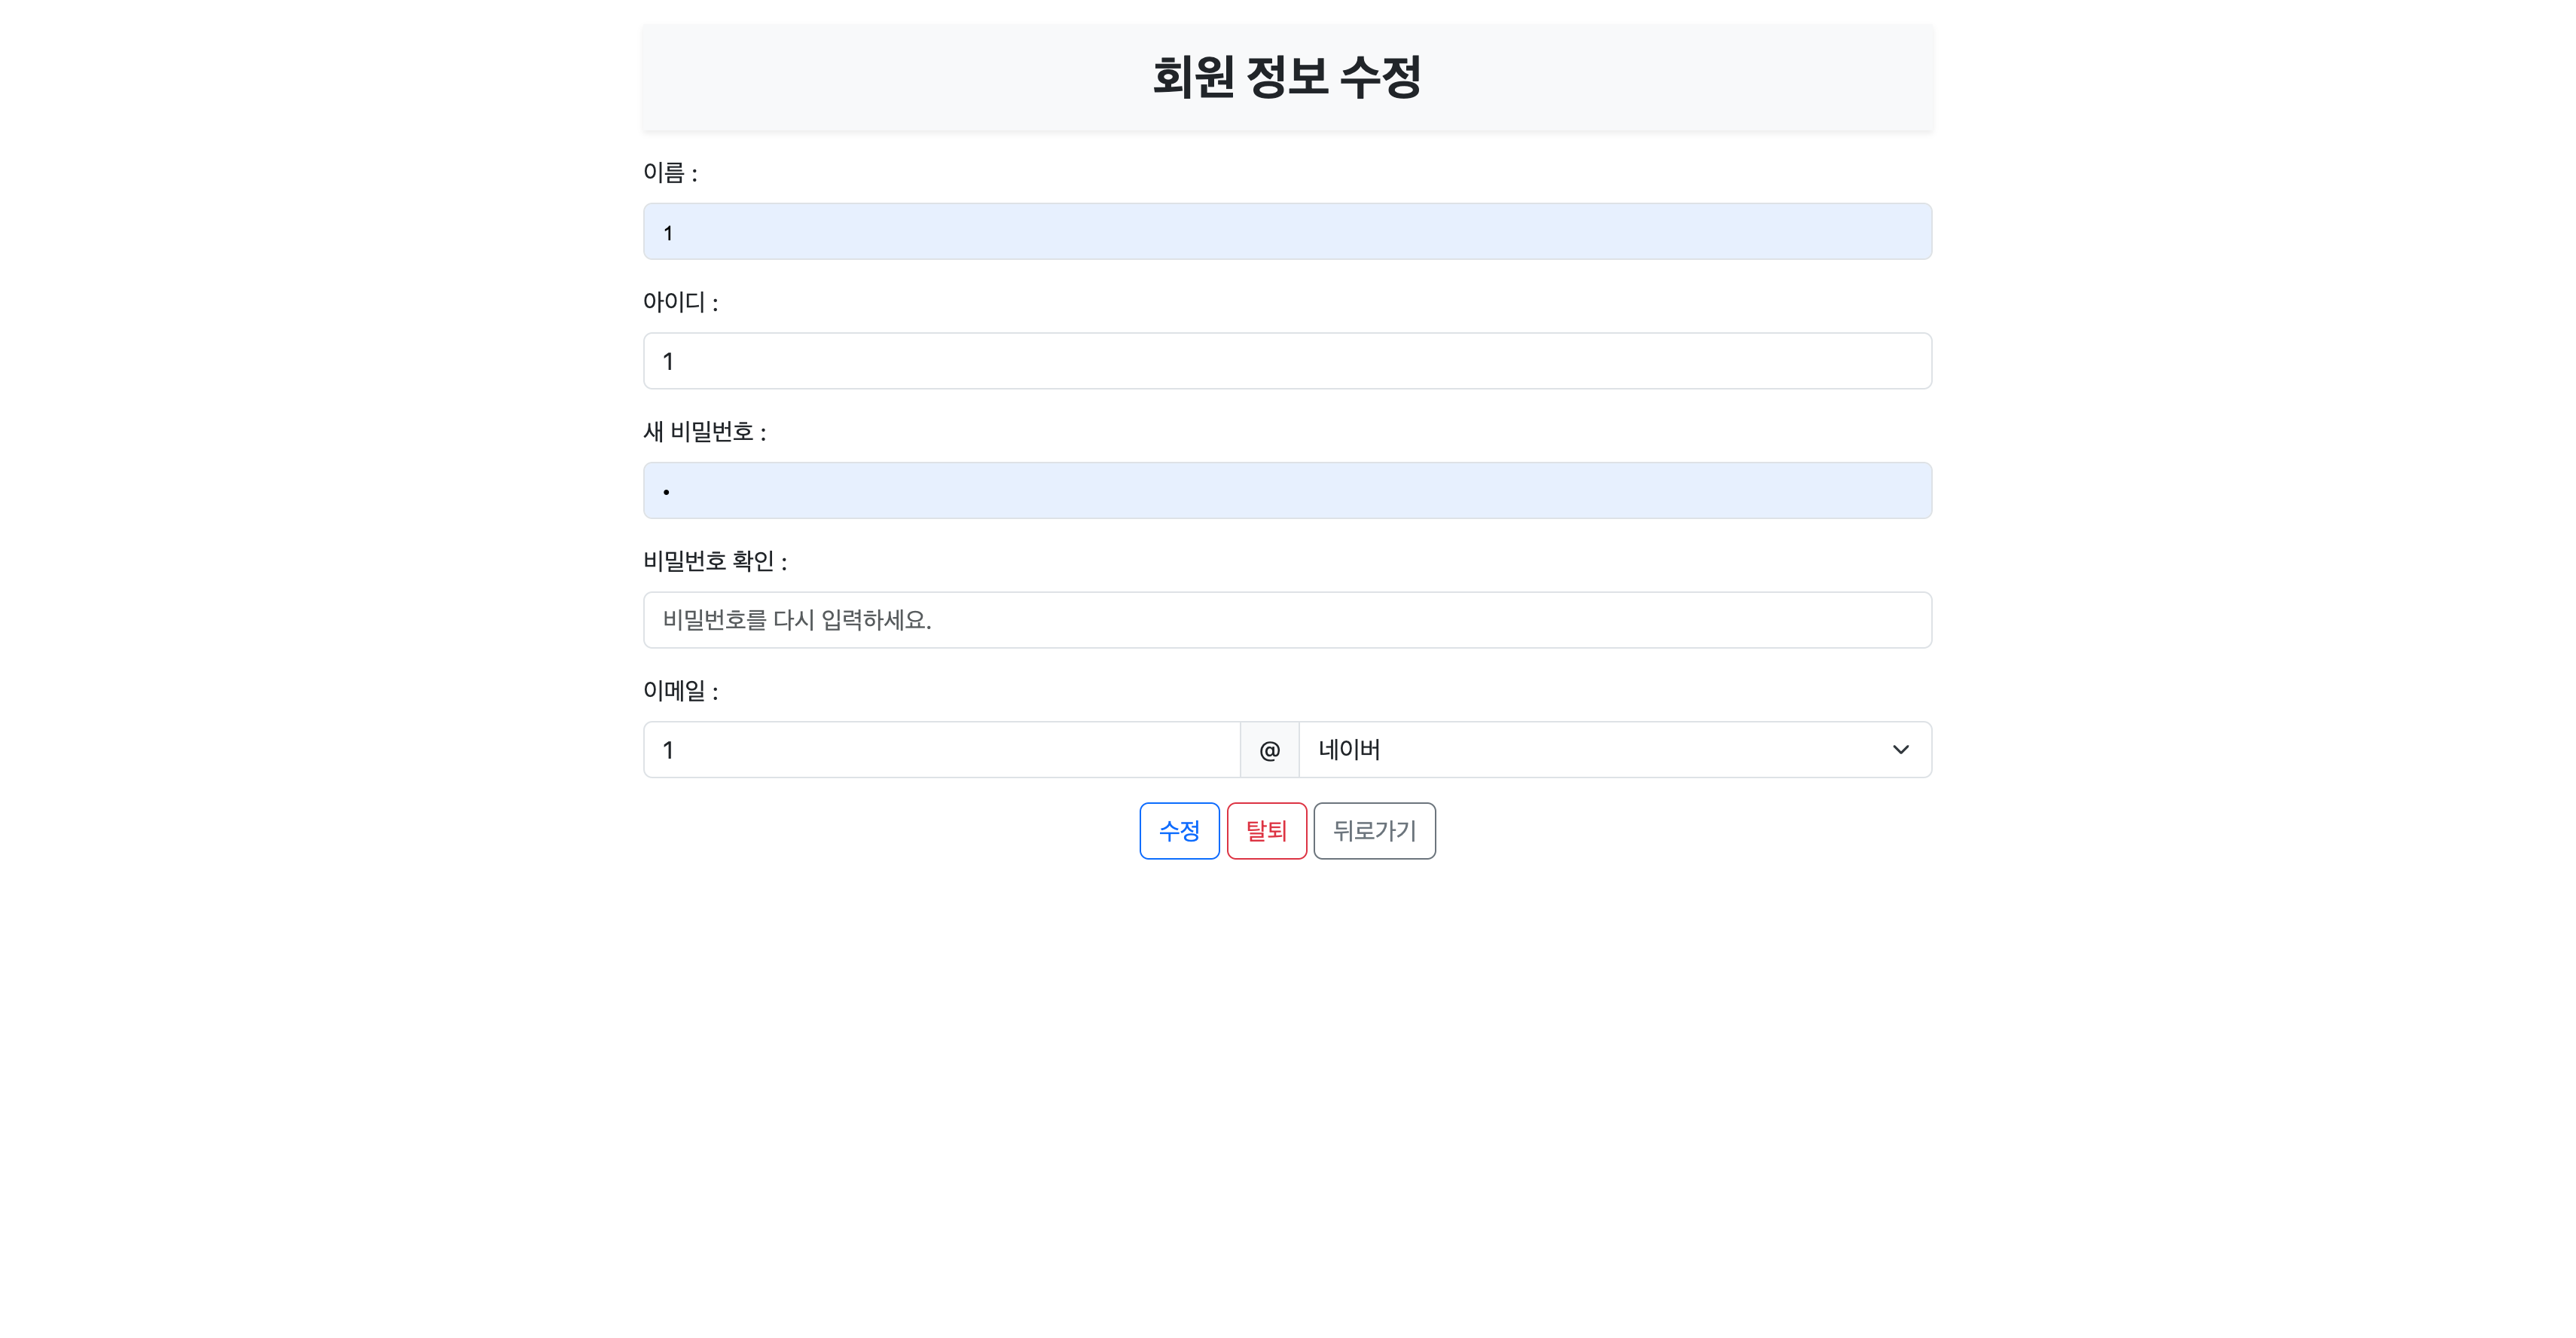 회원 정보 수정
이름 :
1
아이디 :
1
새 비밀번호 :
•
비밀번호 확인 :
비밀번호를 다시 입력하세요.
이메일 :
1 @ 네이버
수정 탈퇴 뒤로가기